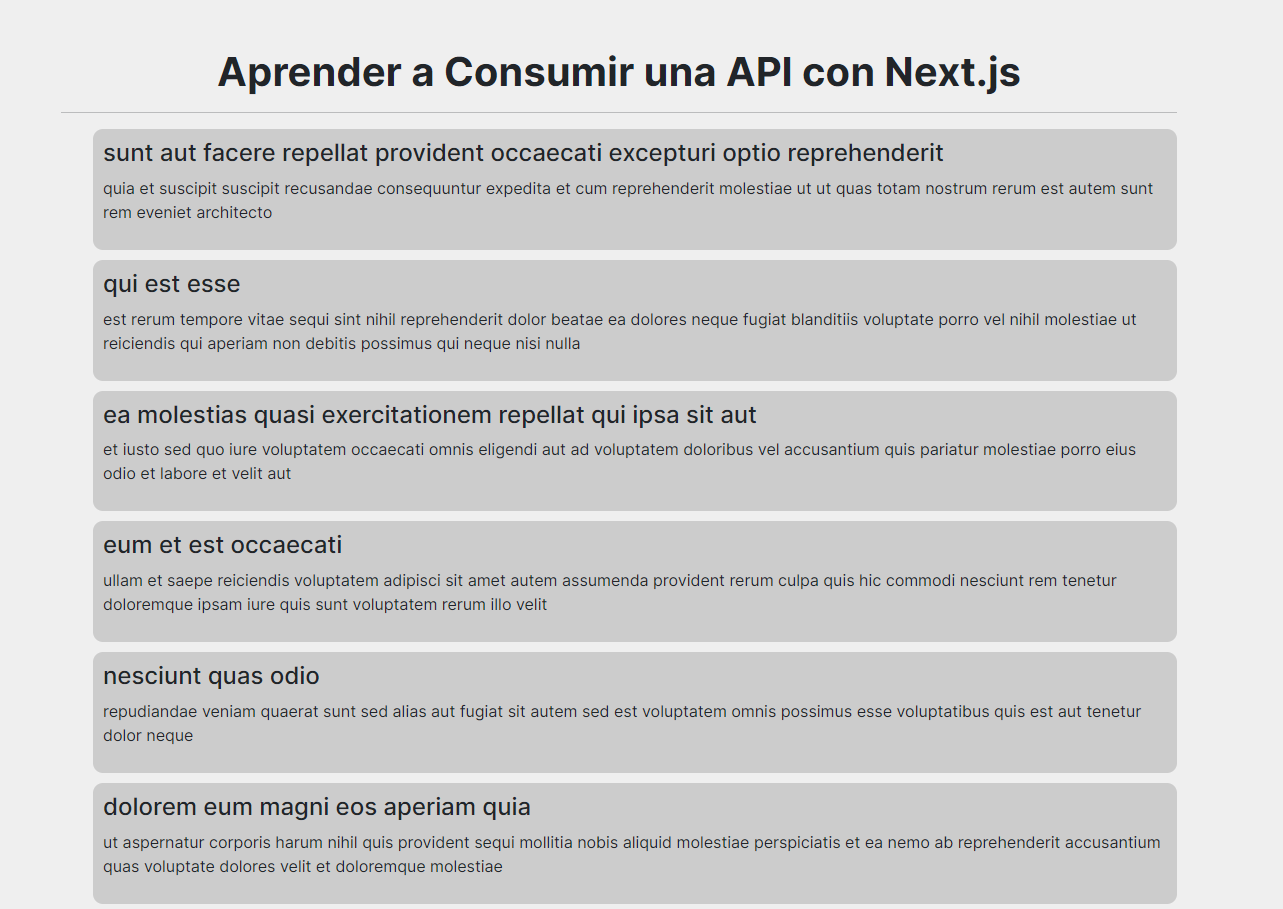 Aprender a Consumir una API con Next.js
sunt aut facere repellat provident occaecati excepturi optio reprehenderit
quia et suscipit suscipit recusandae consequuntur expedita et cum reprehenderit molestiae ut ut quas totam nostrum rerum est autem sunt
rem eveniet architecto
qui est esse
est rerum tempore vitae sequi sint nihil reprehenderit dolor beatae ea dolores neque fugiat blanditiis voluptate porro vel nihil molestiae ut
reiciendis qui aperiam non debitis possimus qui neque nisi nulla
ea molestias quasi exercitationem repellat qui ipsa sit aut
et iusto sed quo iure voluptatem occaecati omnis eligendi aut ad voluptatem doloribus vel accusantium quis pariatur molestiae porro eius
odio et labore et velit aut
eum et est occaecati
ullam et saepe reiciendis voluptatem adipisci sit amet autem assumenda provident rerum culpa quis hic commodi nesciunt rem tenetur
doloremque ipsam iure quis sunt voluptatem rerum illo velit
nesciunt quas odio
repudiandae veniam quaerat sunt sed alias aut fugiat sit autem sed est voluptatem omnis possimus esse voluptatibus quis est aut tenetur
dolor neque
dolorem eum magni eos aperiam quia
ut aspernatur corporis harum nihil quis provident sequi mollitia nobis aliquid molestiae perspiciatis et ea nemo ab reprehenderit accusantium
quas voluptate dolores velit et doloremque molestiae